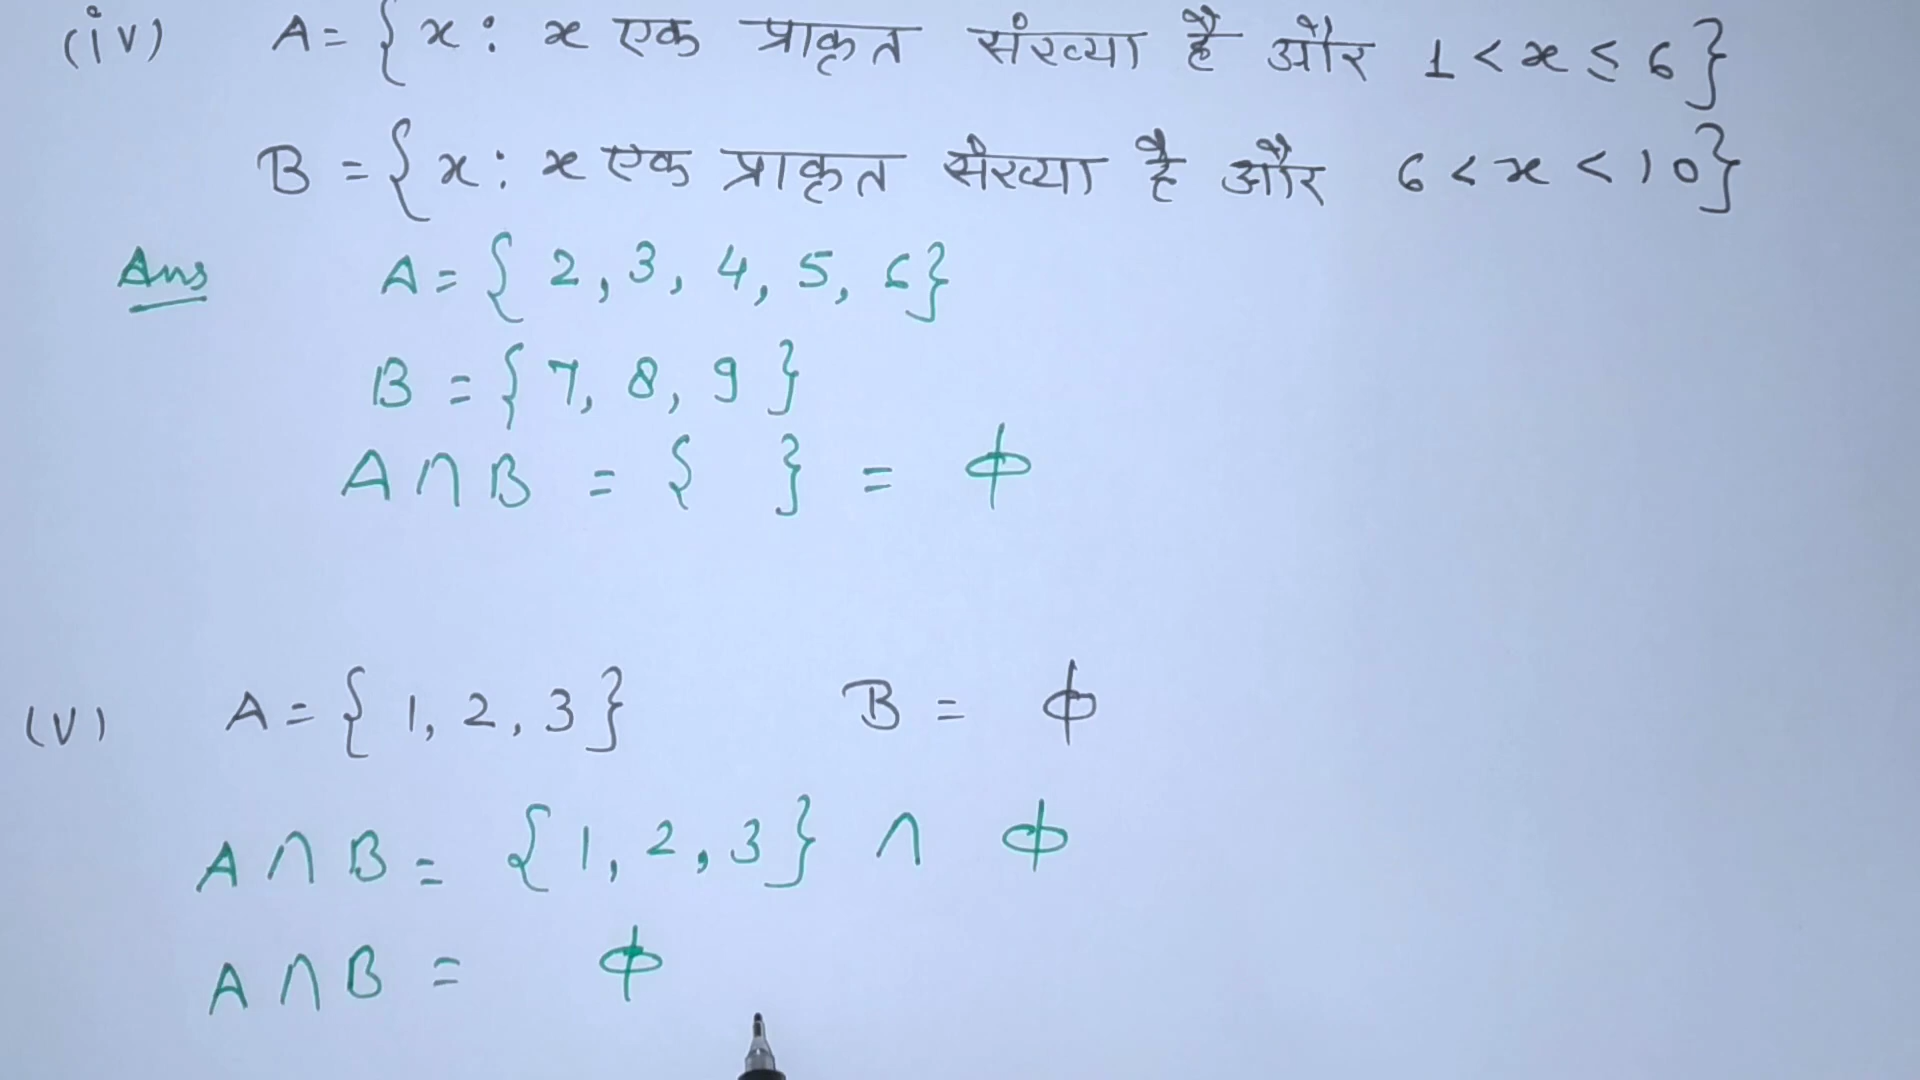 (iv) A = { x : x एक प्राकृत संख्या है और 1 < x ≤ 6 }
B = { x : x एक प्राकृत संख्या है और 6 < x < 10 }
Ans A = { 2, 3, 4, 5, 6 }
B = { 7, 8, 9 }
A ∩ B = { } = ϕ
(v) A = { 1, 2, 3 } B = ϕ
A ∩ B = { 1, 2, 3 } ∩ ϕ
A ∩ B = ϕ